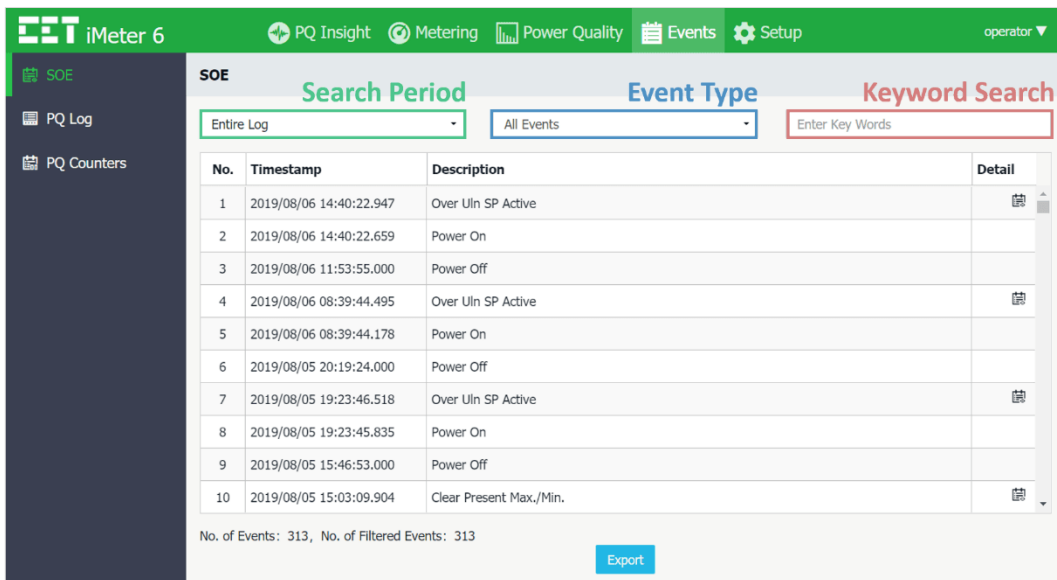 CET iMeter 6 PQ Insight Metering Power Quality Events Setup operator ▼
SOE
PQ Log
PQ Counters
SOE
Search Period Event Type Keyword Search
Entire Log All Events Enter Key Words
No. Timestamp Description Detail
1 2019/08/06 14:40:22.947 Over Uln SP Active
2 2019/08/06 14:40:22.659 Power On
3 2019/08/06 11:53:55.000 Power Off
4 2019/08/06 08:39:44.495 Over Uln SP Active
5 2019/08/06 08:39:44.178 Power On
6 2019/08/05 20:19:24.000 Power Off
7 2019/08/05 19:23:46.518 Over Uln SP Active
8 2019/08/05 19:23:45.835 Power On
9 2019/08/05 15:46:53.000 Power Off
10 2019/08/05 15:03:09.904 Clear Present Max./Min.
No. of Events: 313, No. of Filtered Events: 313
Export